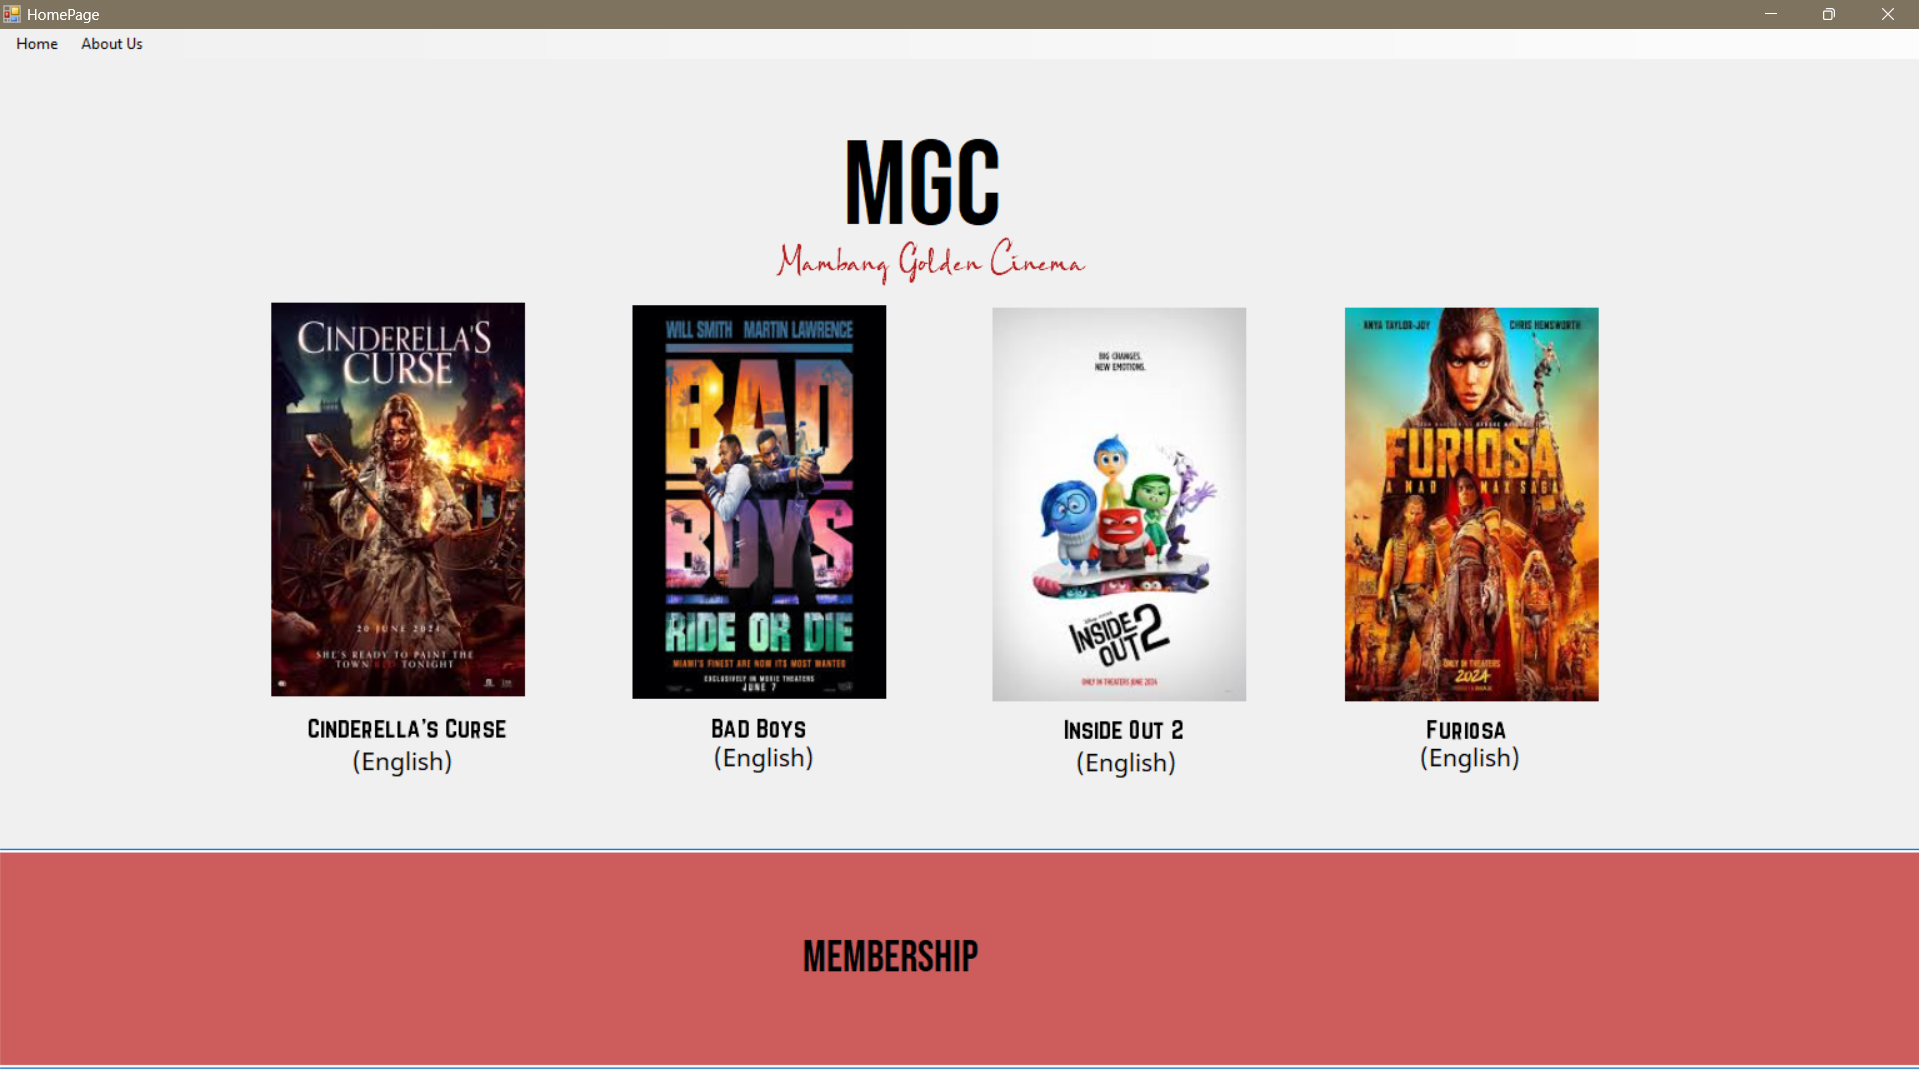 HomePage
Home About Us
MGC
Mambang Golden Cinema
CINDERELLA'S
CURSE
20 JUNE 2024
SHE'S READY TO PAINT THE
TOWN RED TONIGHT
CINDERELLA'S CURSE
(English)
WILL SMITH MARTIN LAWRENCE
BAD
BOYS
RIDE OR DIE
MIAMI'S FINEST ARE NOW ITS MOST WANTED
EXCLUSIVELY IN MOVIE THEATERS
JUNE 7
BAD BOYS
(English)
BIG CHANGES.
NEW EMOTIONS.
INSIDE
OUT 2
ONLY IN THEATERS JUNE 2024
INSIDE OUT 2
(English)
ANYA TAYLOR-JOY CHRIS HEMSWORTH
FURIOSA
A MAD MAX SAGA
ONLY IN THEATERS
2024
FURIOSA
(English)
MEMBERSHIP